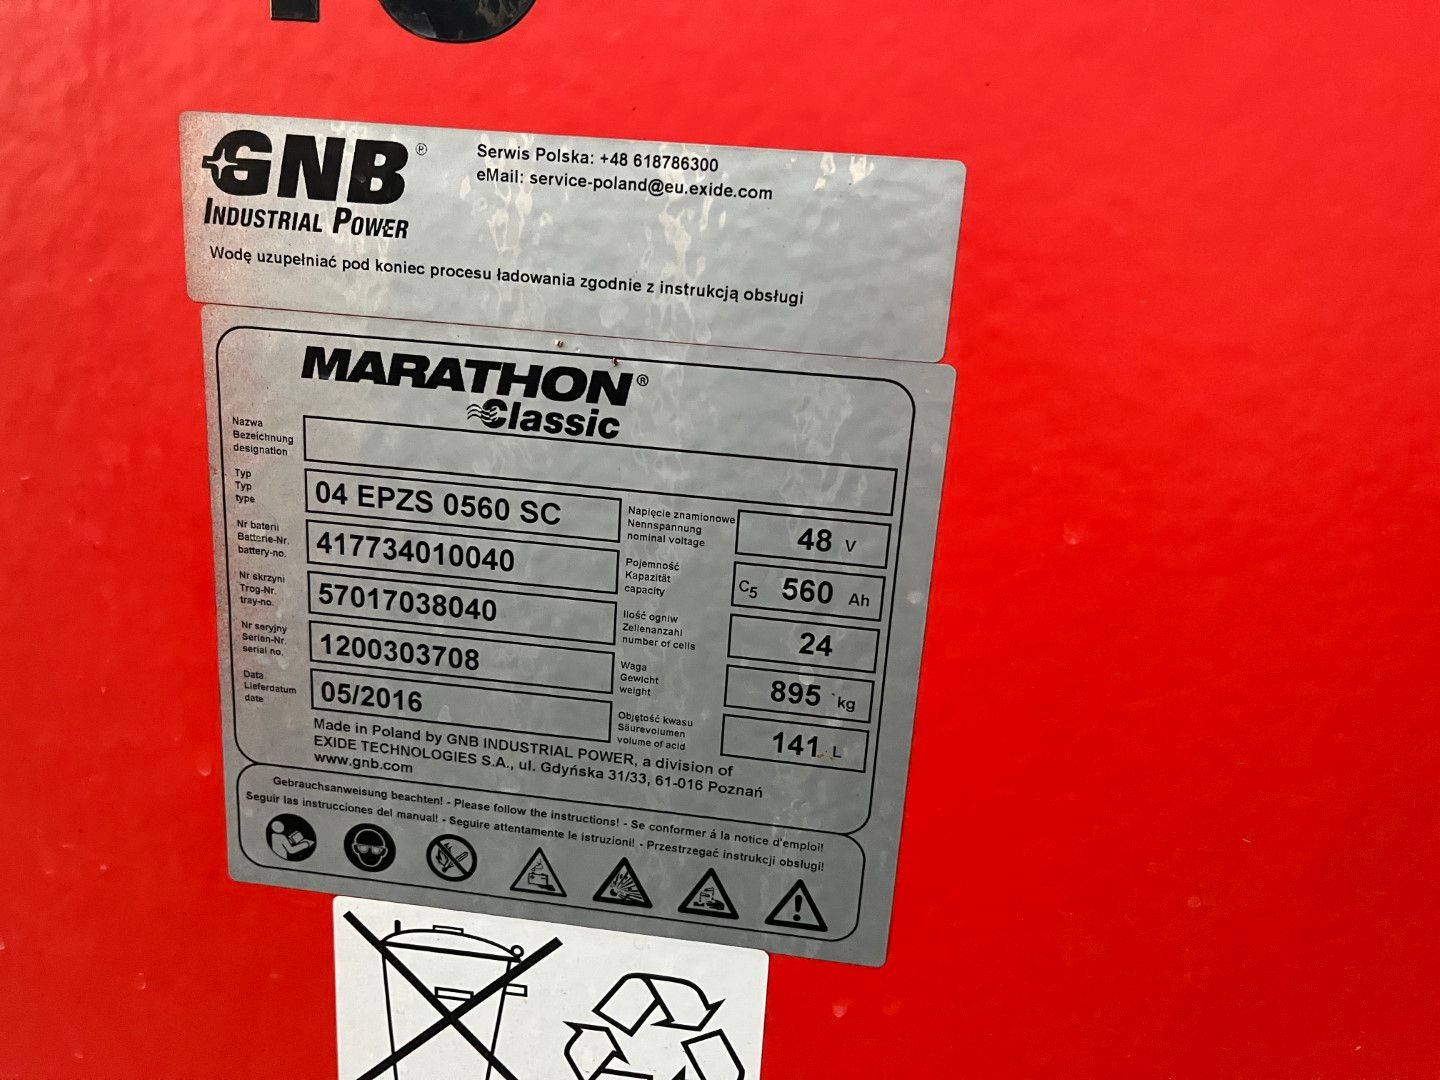 GNB®
INDUSTRIAL POWER
Serwis Polska: +48 618786300
eMail: service-poland@eu.exide.com
Wodę uzupełniać pod koniec procesu ładowania zgodnie z instrukcją obsługi
MARATHON®
Classic
Nazwa
Bezeichnung
designation
Typ
Typ
type
04 EPZS 0560 SC
Nr baterii
Batterie-Nr.
battery-no.
417734010040
Nr skrzyni
Trog-Nr.
tray-no.
57017038040
Nr seryjny
Serien-Nr.
serial no.
1200303708
Data
Lieferdatum
date
05/2016
Napięcie znamionowe
Nennspannung
nominal voltage
48 V
Pojemność
Kapazität
capacity
C5 560 Ah
Ilość ogniw
Zellenanzahl
number of cells
24
Waga
Gewicht
weight
895 kg
Objętość kwasu
Säurevolumen
volume of acid
141 L
Made in Poland by GNB INDUSTRIAL POWER, a division of
EXIDE TECHNOLOGIES S.A., ul. Gdyńska 31/33, 61-016 Poznań
www.gnb.com
Gebrauchsanweisung beachten! - Please follow the instructions! - Se conformer á la notice d'emploi!
Seguir las instrucciones del manual! - Seguire attentamente le istruzioni! - Przestrzegać instrukcji obsługi!